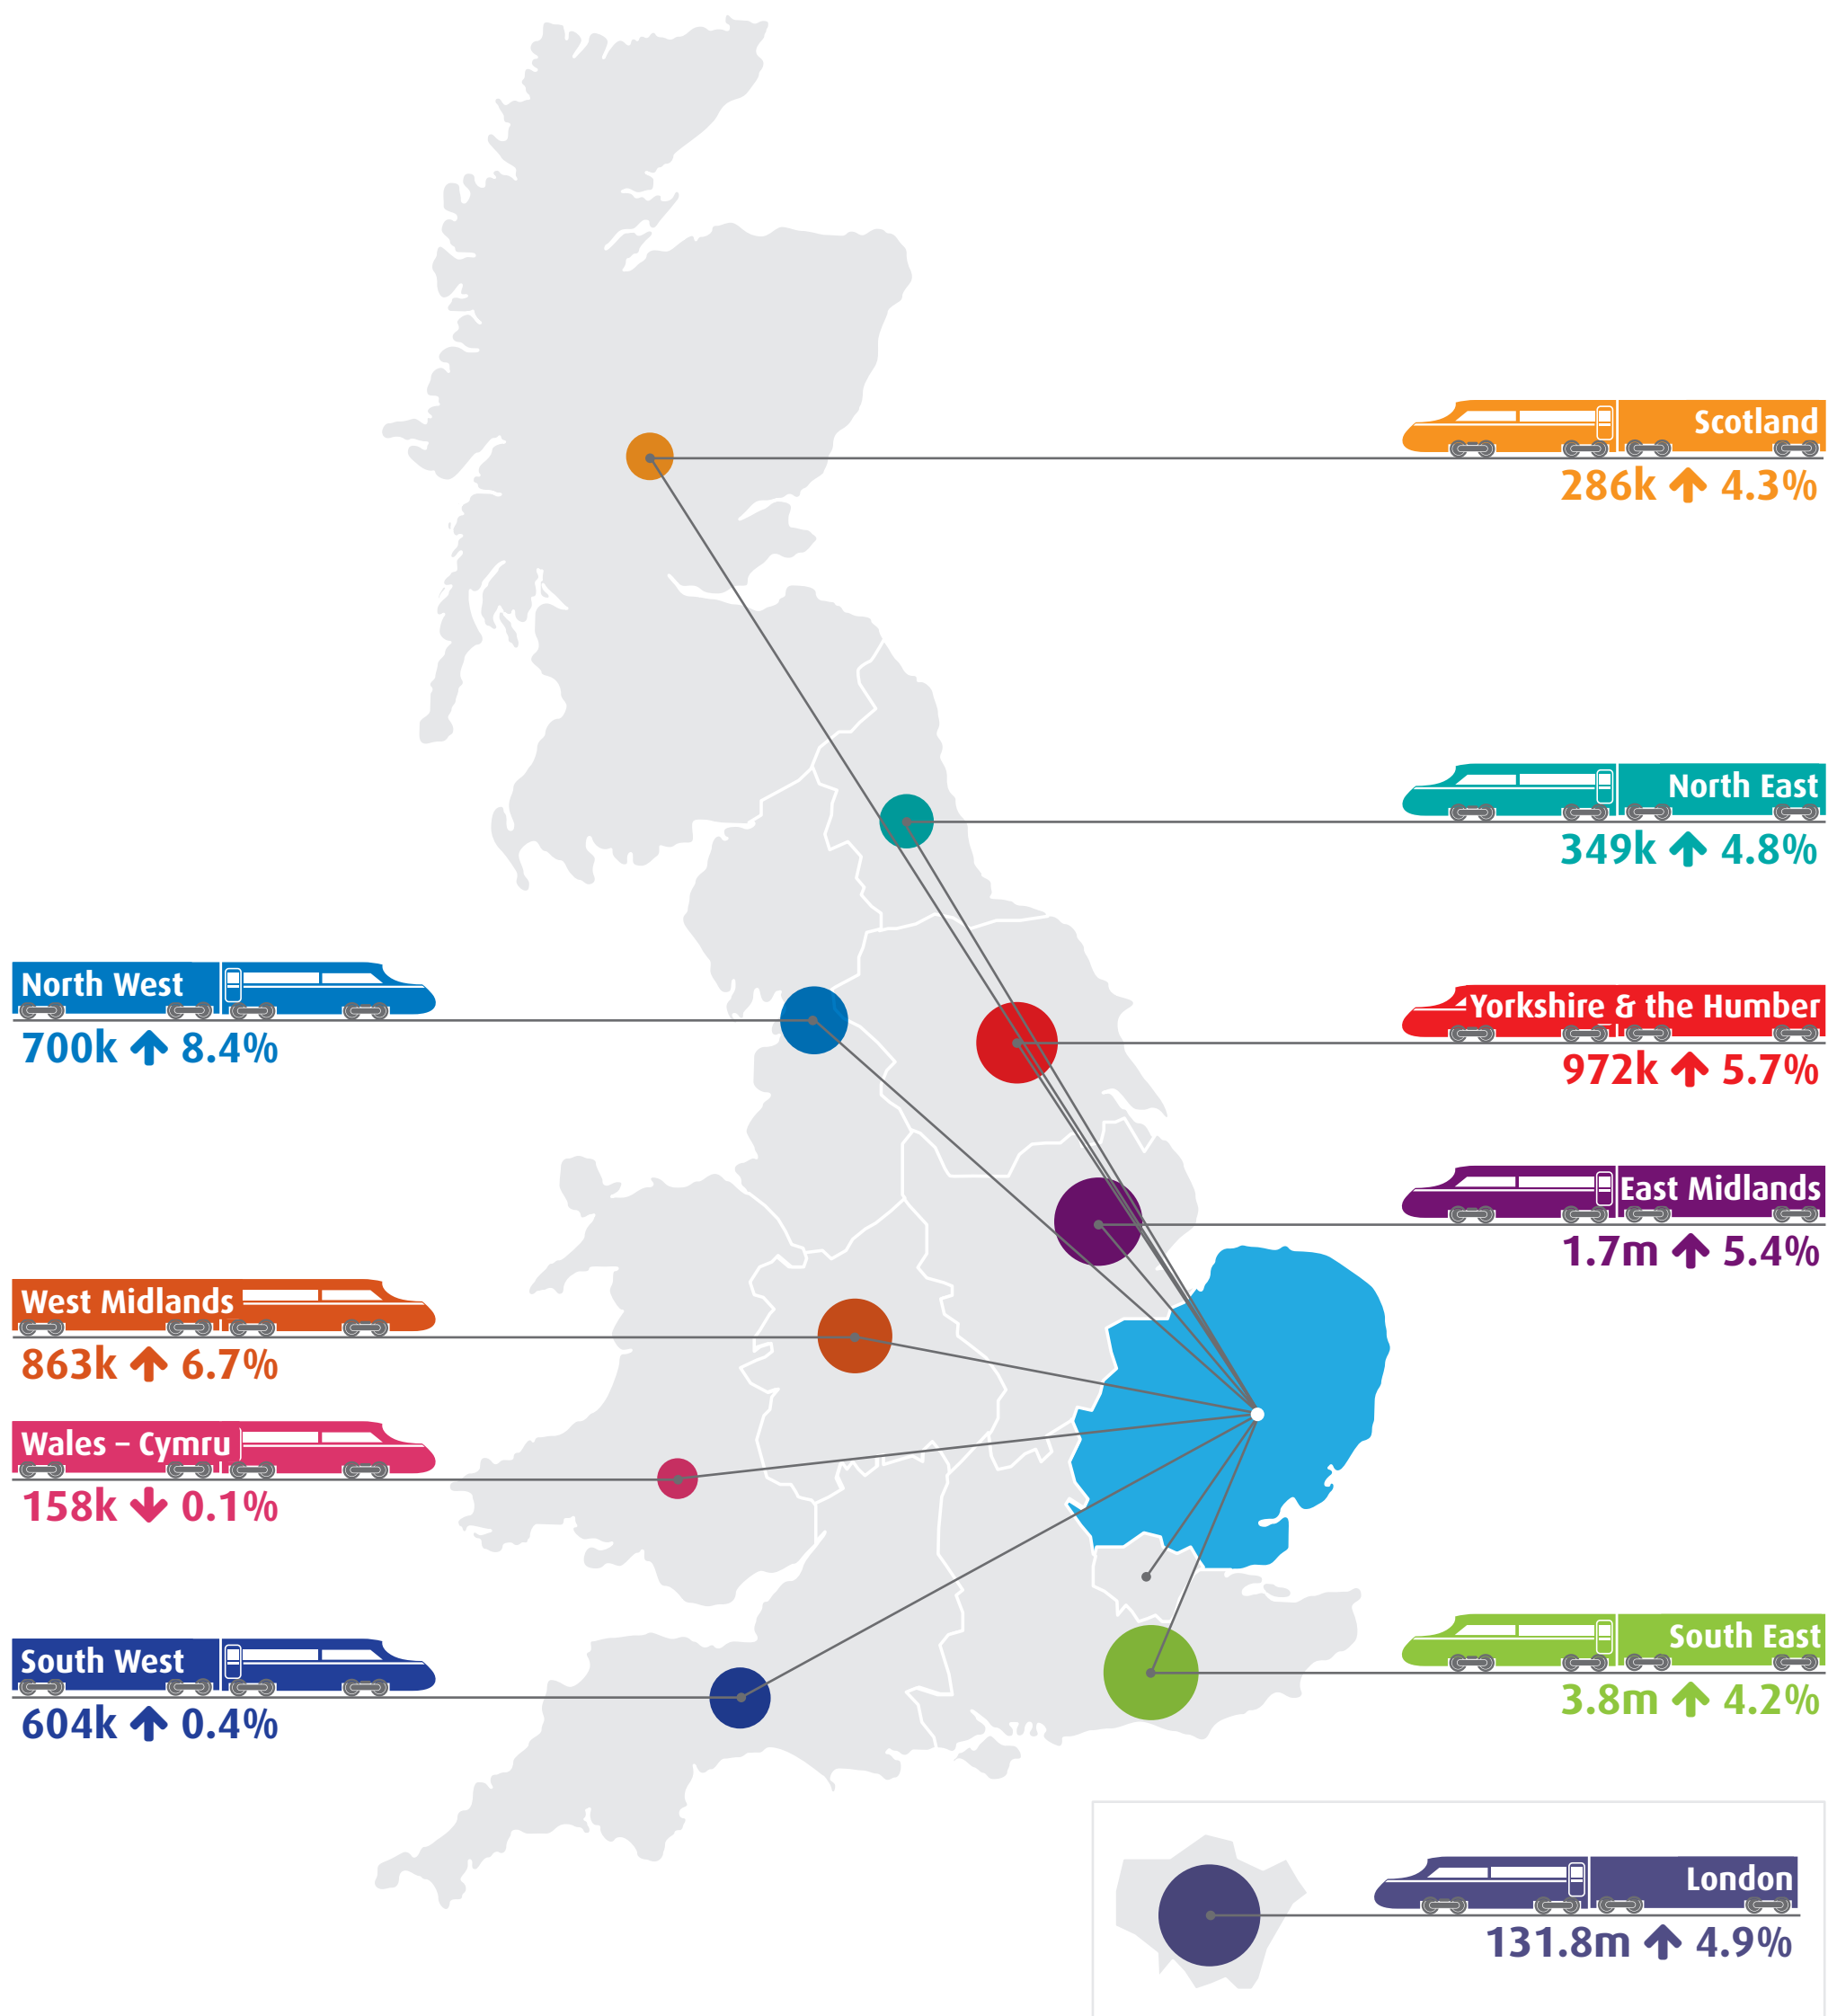 Scotland
286k ↑ 4.3%
North East
349k ↑ 4.8%
North West
700k ↑ 8.4%
Yorkshire & the Humber
972k ↑ 5.7%
East Midlands
1.7m ↑ 5.4%
West Midlands
863k ↑ 6.7%
Wales – Cymru
158k ↓ 0.1%
South West
604k ↑ 0.4%
South East
3.8m ↑ 4.2%
London
131.8m ↑ 4.9%